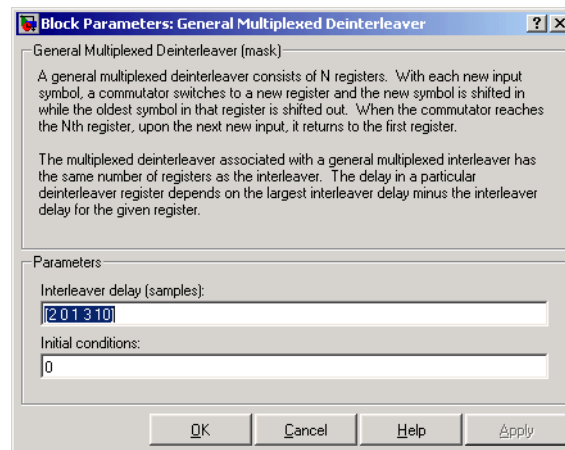 Block Parameters: General Multiplexed Deinterleaver
General Multiplexed Deinterleaver (mask)
A general multiplexed deinterleaver consists of N registers. With each new input
symbol, a commutator switches to a new register and the new symbol is shifted in
while the oldest symbol in that register is shifted out. When the commutator reaches
the Nth register, upon the next new input, it returns to the first register.
The multiplexed deinterleaver associated with a general multiplexed interleaver has
the same number of registers as the interleaver. The delay in a particular
deinterleaver register depends on the largest interleaver delay minus the interleaver
delay for the given register.
Parameters
Interleaver delay (samples):
[2 0 1 3 10]
Initial conditions:
0
OK Cancel Help Apply